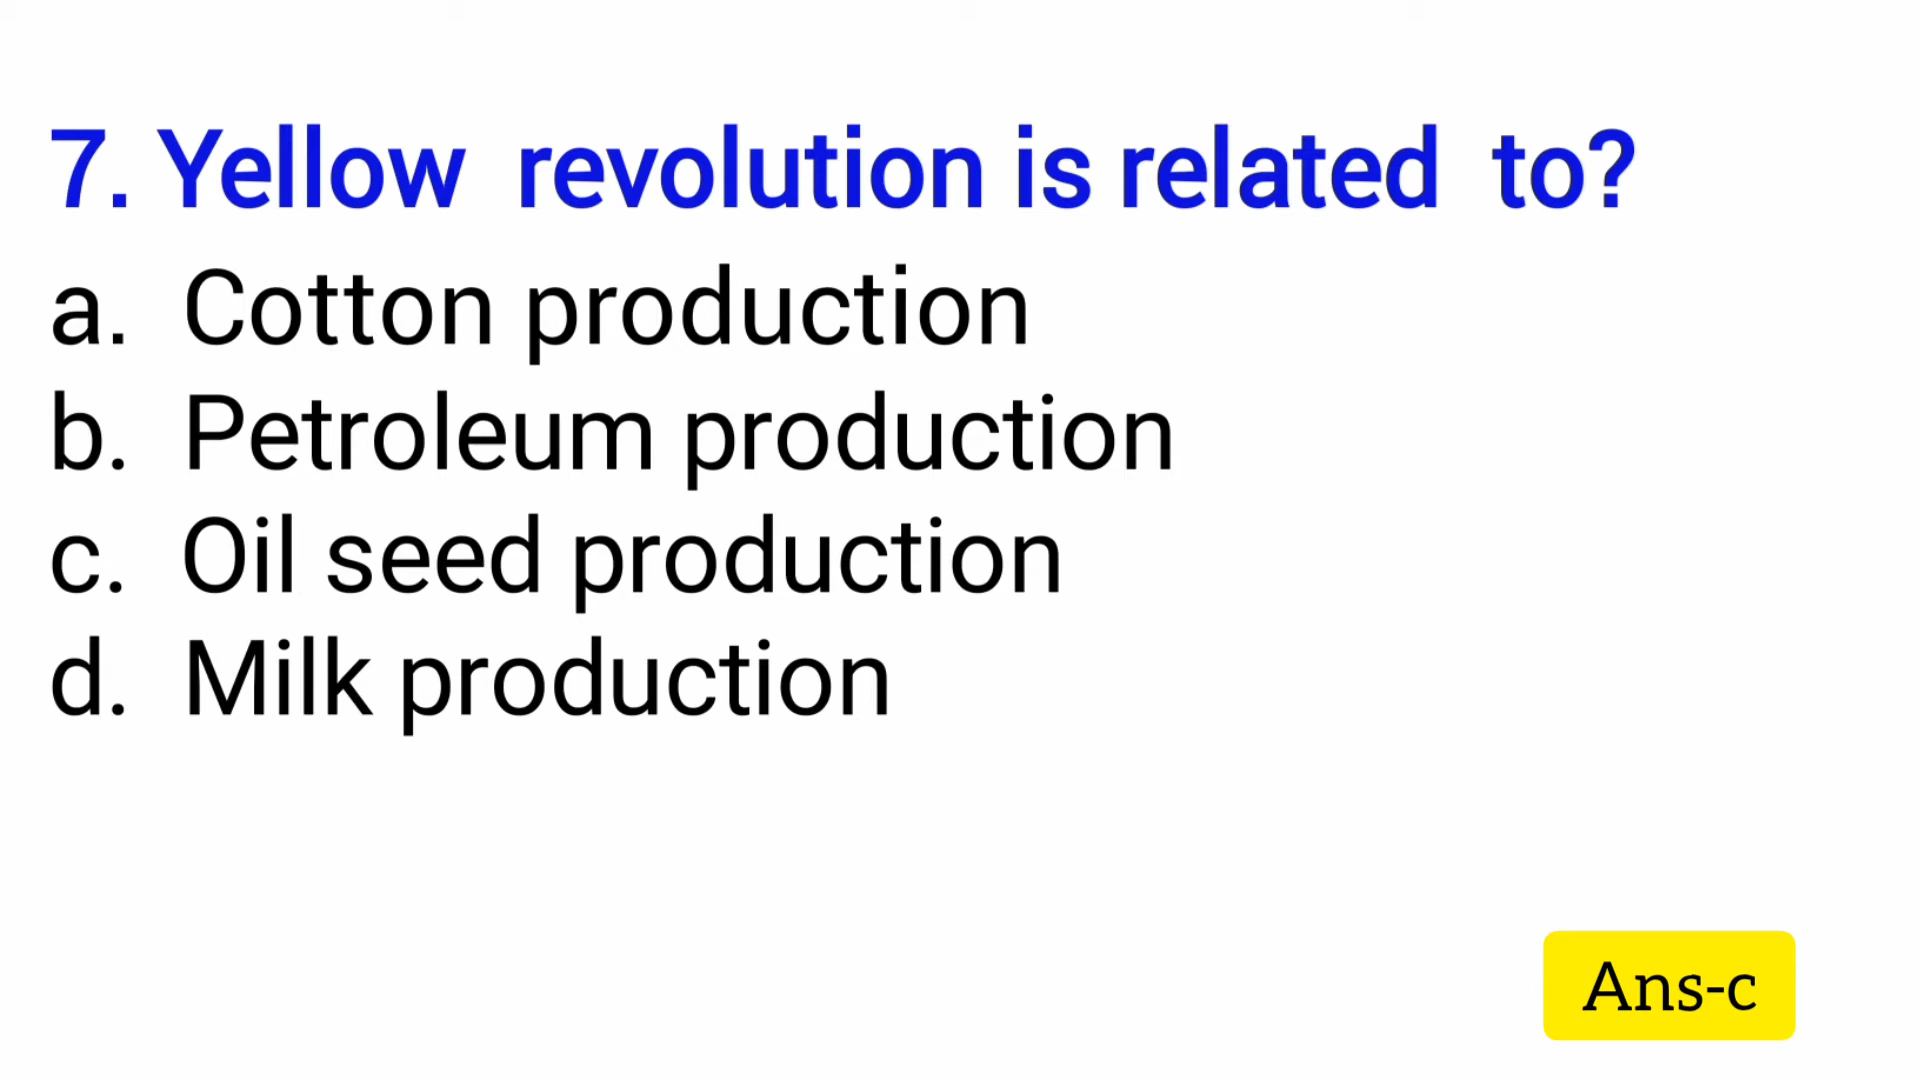 7. Yellow revolution is related to?
a. Cotton production
b. Petroleum production
c. Oil seed production
d. Milk production
Ans-c